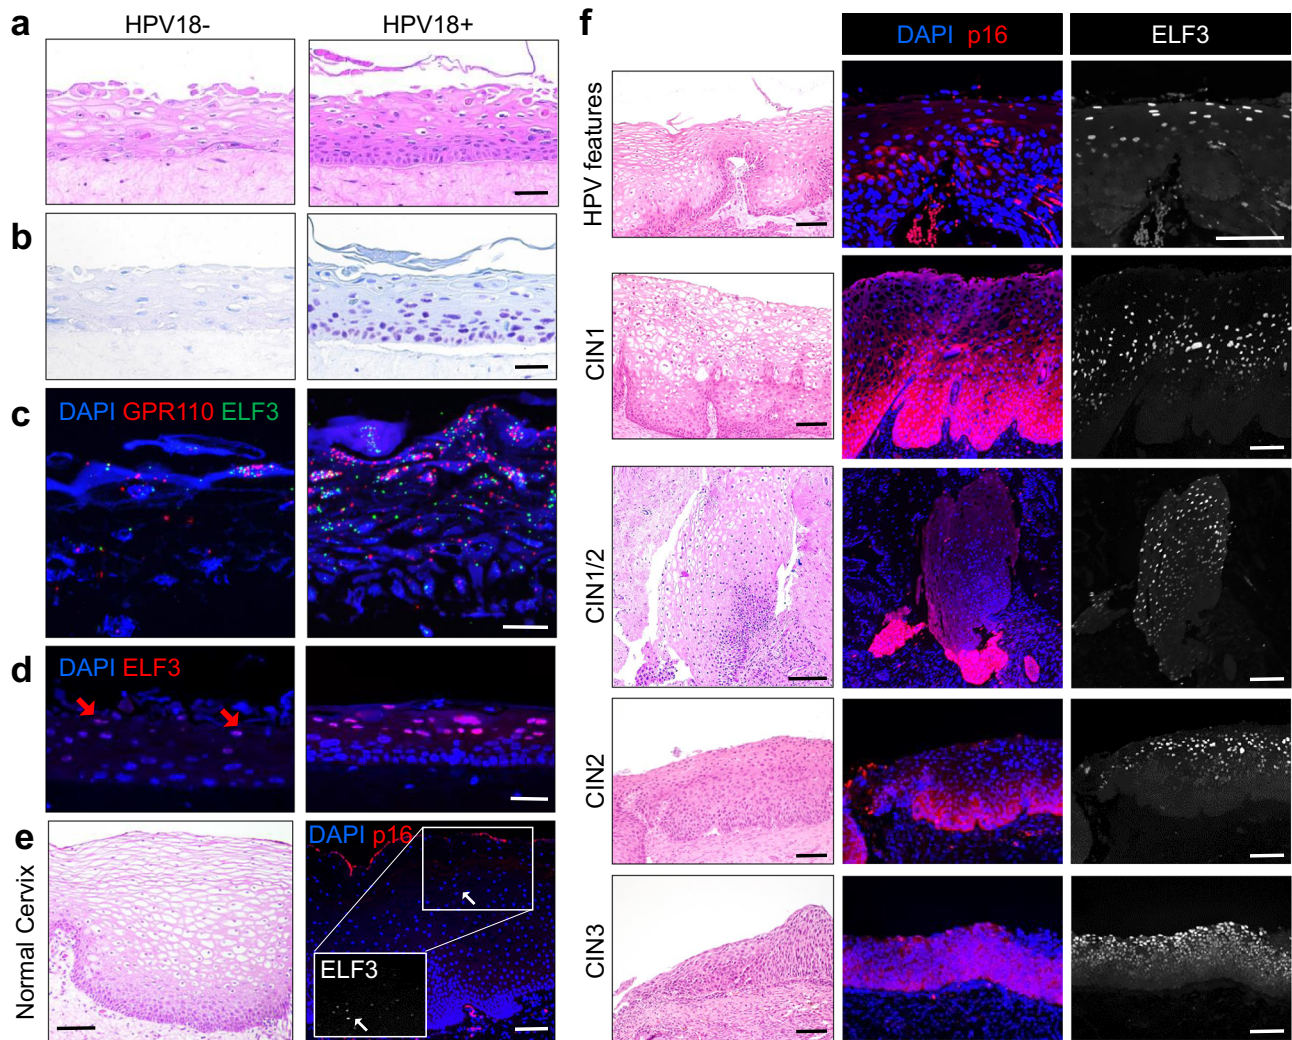 a
HPV18-
HPV18+
b
c
DAPI GPR110 ELF3
d
DAPI ELF3
e
Normal Cervix
DAPI p16
ELF3
f
DAPI p16
ELF3
HPV features
CIN1
CIN1/2
CIN2
CIN3